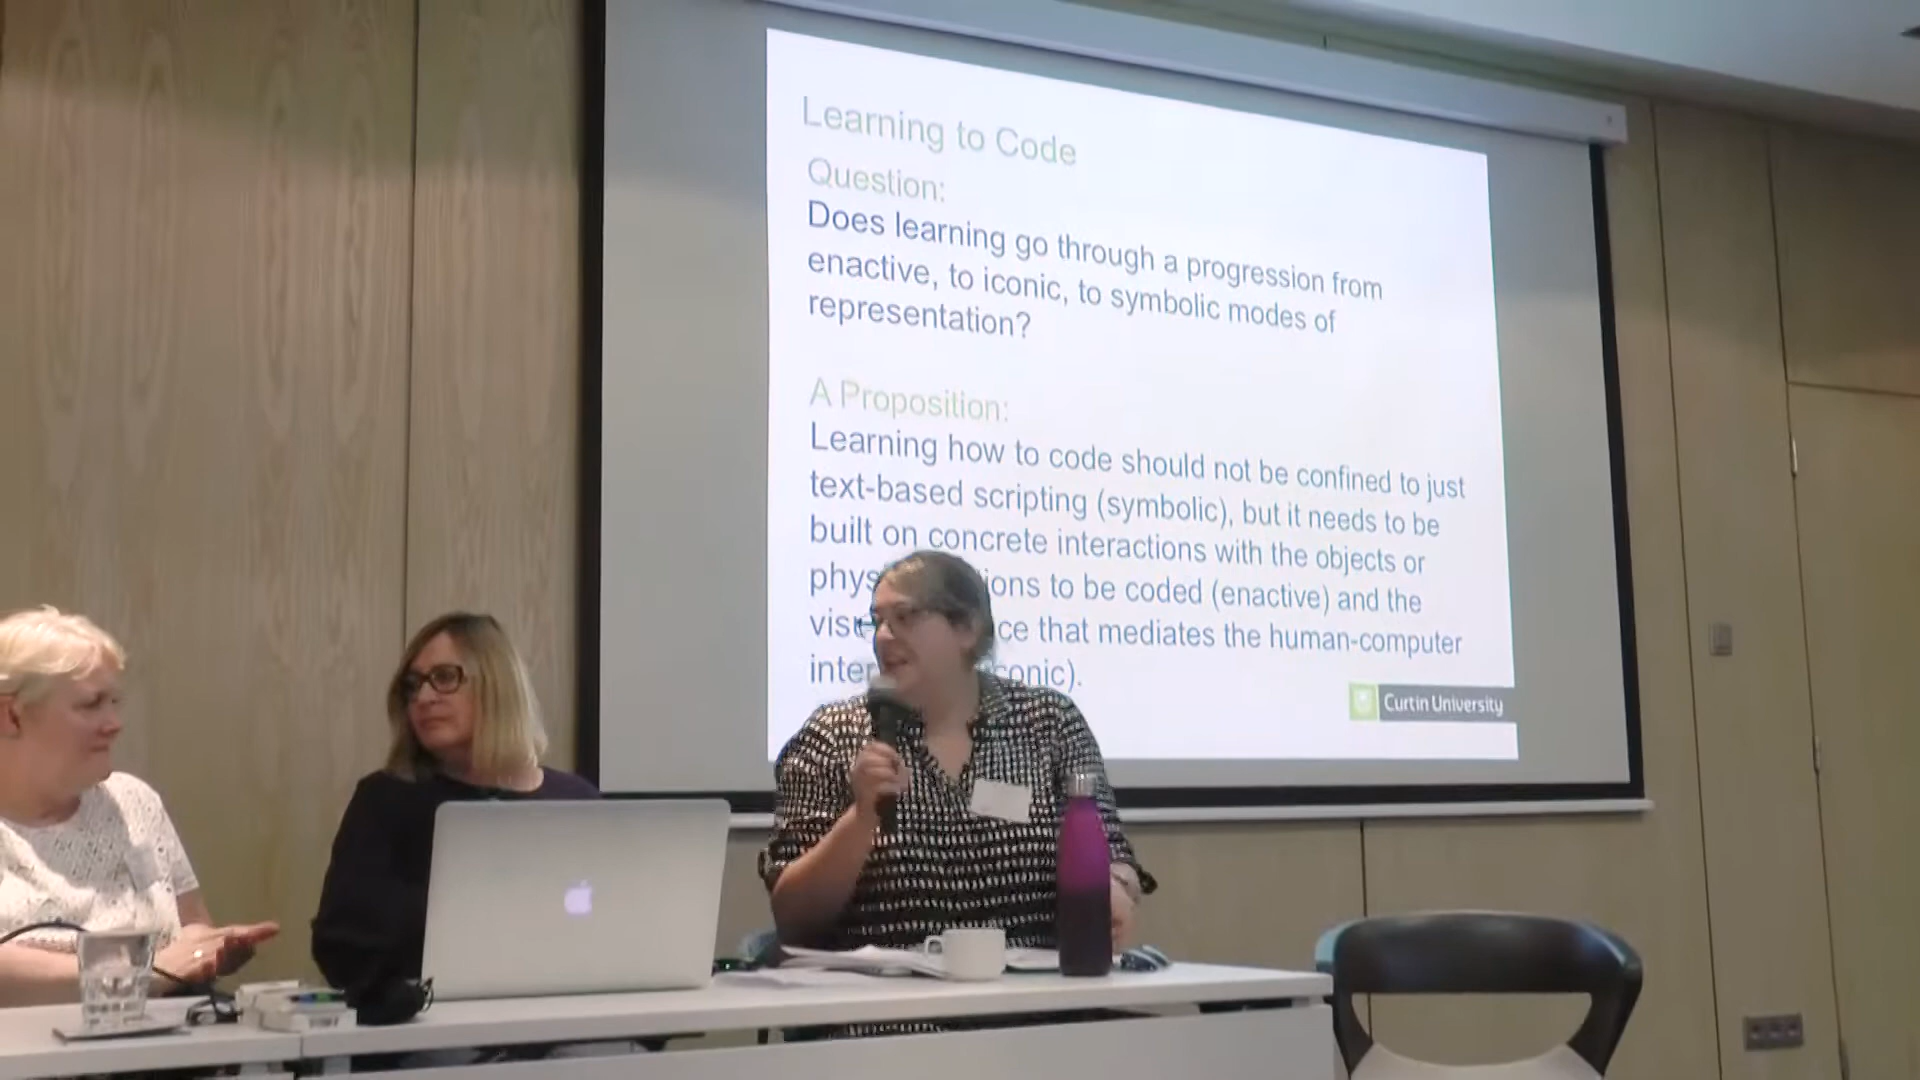 Learning to Code
Question:
Does learning go through a progression from
enactive, to iconic, to symbolic modes of
representation?
A Proposition:
Learning how to code should not be confined to just
text-based scripting (symbolic), but it needs to be
built on concrete interactions with the objects or
to be coded (enactive) and the
that mediates the human-computer
Curtin University